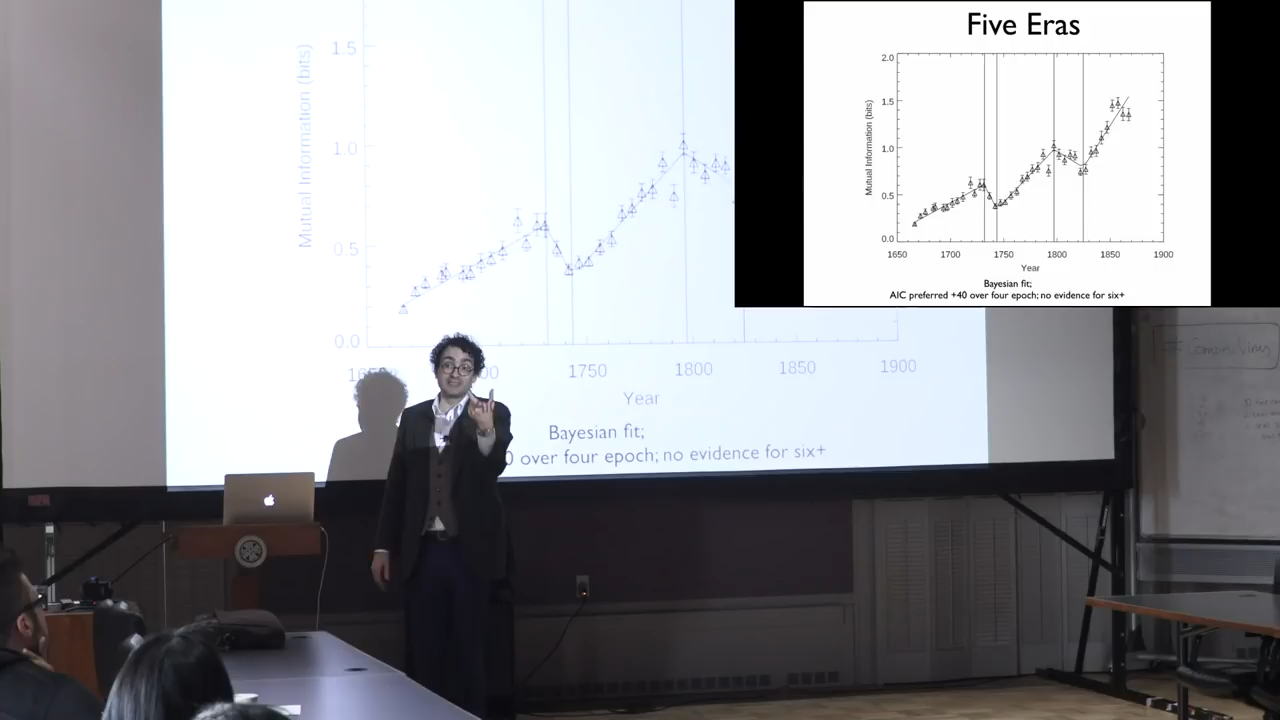 Five Eras
2.0
1.5
1.0
0.5
0.0
Mutual Information (bits)
1650 1700 1750 1800 1850 1900
Year
Bayesian fit;
AIC preferred +40 over four epoch; no evidence for six+
1.5
1.0
0.5
0.0
Mutual Information (bits)
1750 1800 1850 1900
Year
Bayesian fit;
0 over four epoch; no evidence for six+